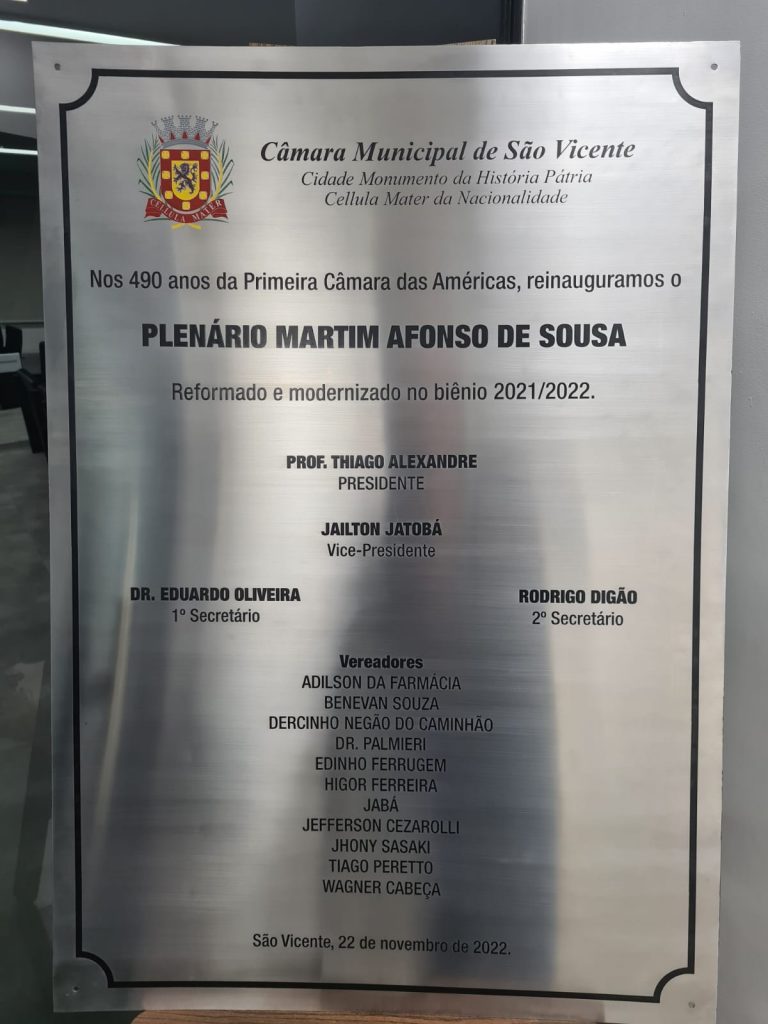 Câmara Municipal de São Vicente
Cidade Monumento da História Pátria
Cellula Mater da Nacionalidade
CELLULA MATER
Nos 490 anos da Primeira Câmara das Américas, reinauguramos o
PLENÁRIO MARTIM AFONSO DE SOUSA
Reformado e modernizado no biênio 2021/2022.
PROF. THIAGO ALEXANDRE
PRESIDENTE
JAILTON JATOBÁ
Vice-Presidente
DR. EDUARDO OLIVEIRA
1º Secretário
RODRIGO DIGÃO
2º Secretário
Vereadores
ADILSON DA FARMÁCIA
BENEVAN SOUZA
DERCINHO NEGÃO DO CAMINHÃO
DR. PALMIERI
EDINHO FERRUGEM
HIGOR FERREIRA
JABÁ
JEFFERSON CEZAROLLI
JHONY SASAKI
TIAGO PERETTO
WAGNER CABEÇA
São Vicente, 22 de novembro de 2022.